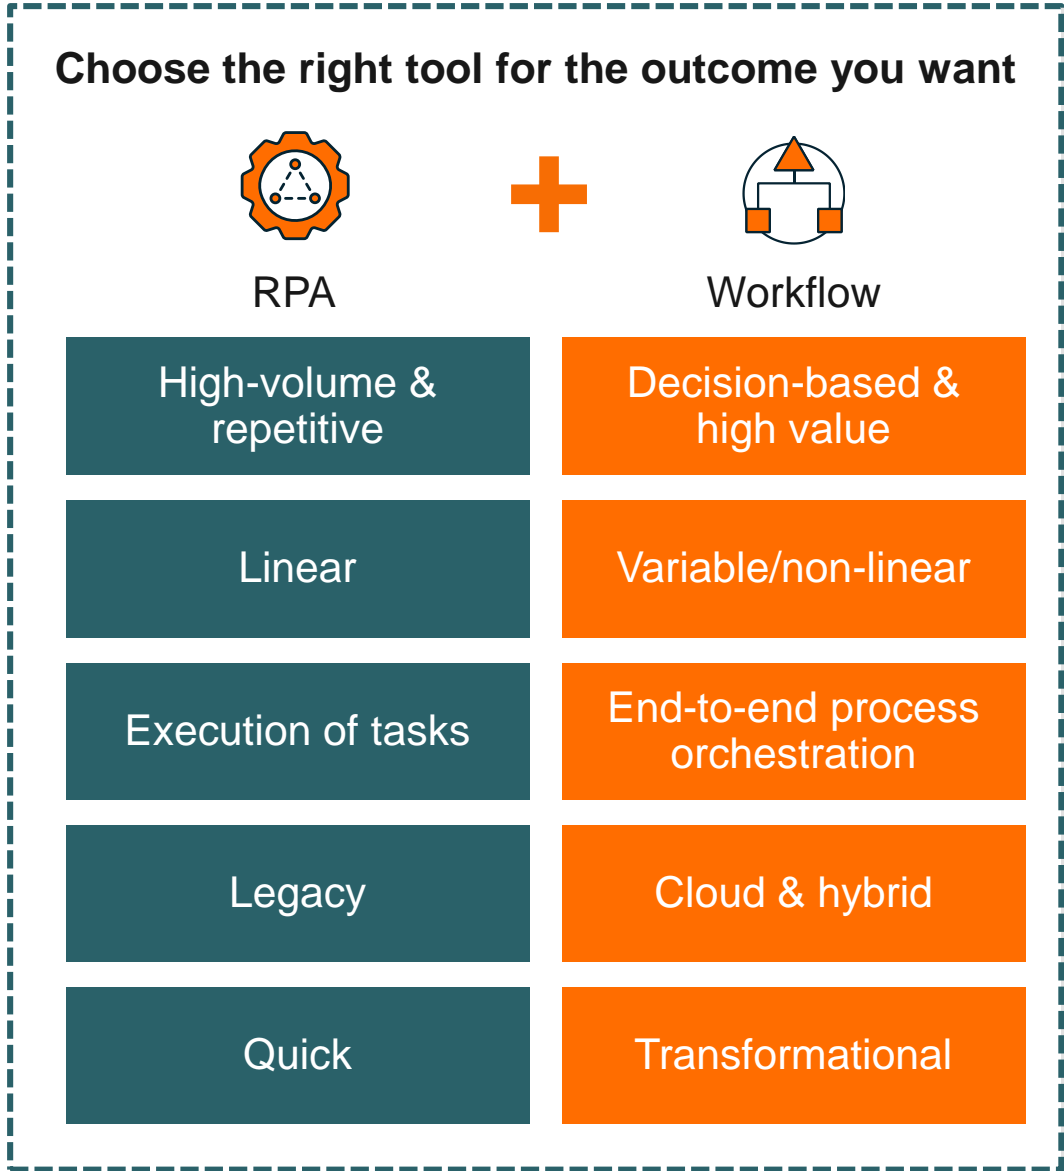 Choose the right tool for the outcome you want
RPA
Workflow
High-volume &
repetitive
Decision-based &
high value
Linear
Variable/non-linear
Execution of tasks
End-to-end process
orchestration
Legacy
Cloud & hybrid
Quick
Transformational